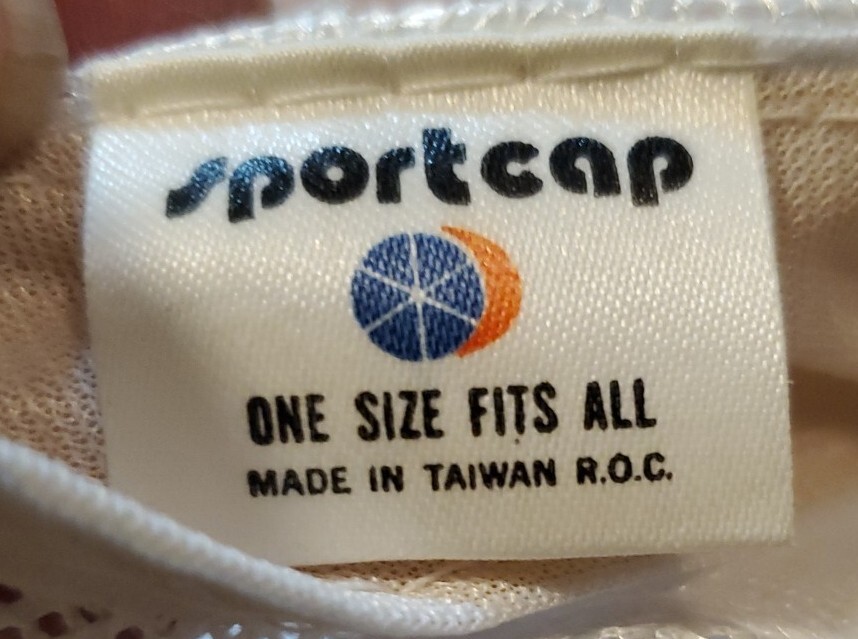 sportcap
ONE SIZE FITS ALL
MADE IN TAIWAN R.O.C.